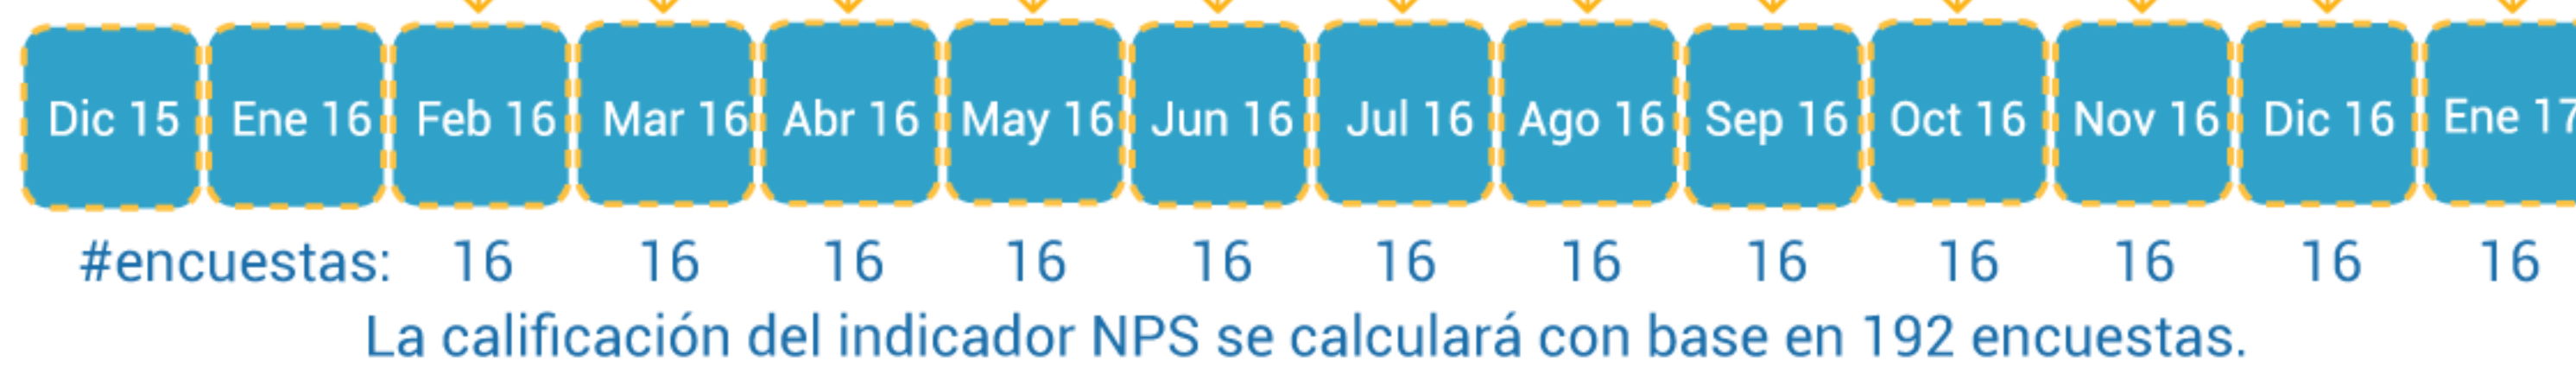 Dic 15 Ene 16 Feb 16 Mar 16 Abr 16 May 16 Jun 16 Jul 16 Ago 16 Sep 16 Oct 16 Nov 16 Dic 16 Ene 17
#encuestas: 16 16 16 16 16 16 16 16 16 16 16 16
La calificación del indicador NPS se calculará con base en 192 encuestas.